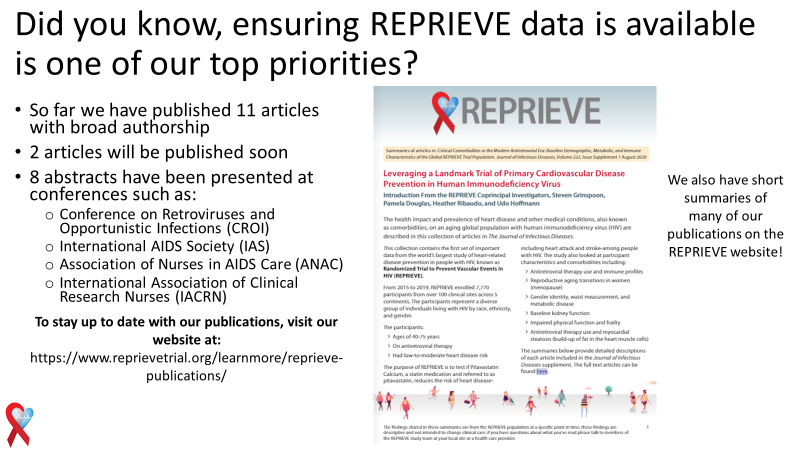 Did you know, ensuring REPRIEVE data is available
is one of our top priorities?
• So far we have published 11 articles
with broad authorship
• 2 articles will be published soon
• 8 abstracts have been presented at
conferences such as:
o Conference on Retroviruses and
Opportunistic Infections (CROI)
o International AIDS Society (IAS)
o Association of Nurses in AIDS Care (ANAC)
o International Association of Clinical
Research Nurses (IACRN)
To stay up to date with our publications, visit our
website at:
https://www.reprievetrial.org/learnmore/reprieve-
publications/
REPRIEVE
Summaries of articles in: Critical Comorbidities in the Modern Antiretroviral Era: Baseline Demographic, Metabolic, and Immune
Characteristics of the Global REPRIEVE Trial Population. Journal of Infectious Diseases, Volume 222, Issue Supplement 1 August 2020
Leveraging a Landmark Trial of Primary Cardiovascular Disease
Prevention in Human Immunodeficiency Virus
Introduction From the REPRIEVE Coprincipal Investigators, Steven Grinspoon,
Pamela Douglas, Heather Ribaudo, and Udo Hoffmann
The health impact and prevalence of heart disease and other medical conditions, also known
as comorbidities, on an aging global population with human immunodeficiency virus (HIV) are
described in this collection of articles in The Journal of Infectious Diseases.
This collection contains the first set of important
data from the world's largest study of heart-related
disease prevention in people with HIV, known as
Randomized Trial to Prevent Vascular Events in
HIV (REPRIEVE).
From 2015 to 2019, REPRIEVE enrolled 7,770
participants from over 100 clinical sites across 5
continents. The participants represent a diverse
group of individuals living with HIV by race, ethnicity,
and gender.
The participants:
> Ages of 40-75 years
> On antiretroviral therapy
> Had low-to-moderate heart disease risk
The purpose of REPRIEVE is to test if Pitavastatin
Calcium, a statin medication and referred to as
pitavastatin, reduces the risk of heart disease-
including heart attack and stroke-among people
with HIV. The study also looked at participant
characteristics and comorbidities including:
> Antiretroviral therapy use and immune profiles
> Reproductive aging transitions in women
(menopause)
> Gender identity, waist measurement, and
metabolic disease
> Baseline kidney function
> Impaired physical function and frailty
> Antiretroviral therapy use and myocardial
steatosis (build-up of fat in the heart muscle cells)
The summaries below provide detailed descriptions
of each article included in the Journal of Infectious
Diseases supplement. The full text articles can be
found here.
The findings shared in these summaries are from the REPRIEVE population at a specific point in time, these findings are
descriptive and not intended to change clinical care, if you have questions about what you've read please talk to members of
the REPRIEVE study team at your local site or a health care provider.
1
We also have short
summaries of
many of our
publications on the
REPRIEVE website!